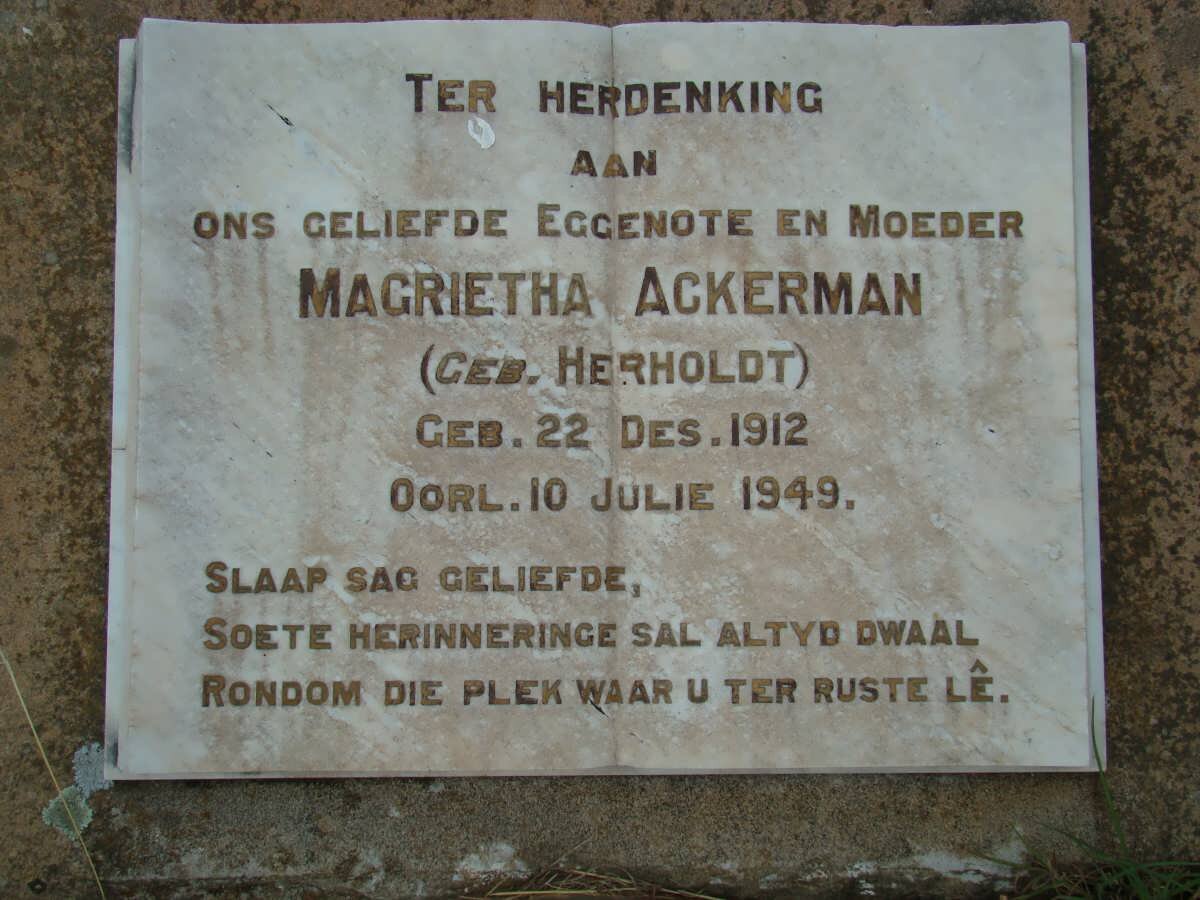 TER HERDENKING
AAN
ONS GELIEFDE EGGENOTE EN MOEDER
MAGRIETHA ACKERMAN
(GEB. HERHOLDT)
GEB. 22 DES. 1912
OORL. 10 JULIE 1949.
SLAAP SAG GELIEFDE,
SOETE HERINNERINGE SAL ALTYD DWAAL
RONDOM DIE PLEK WAAR U TER RUSTE LÊ.